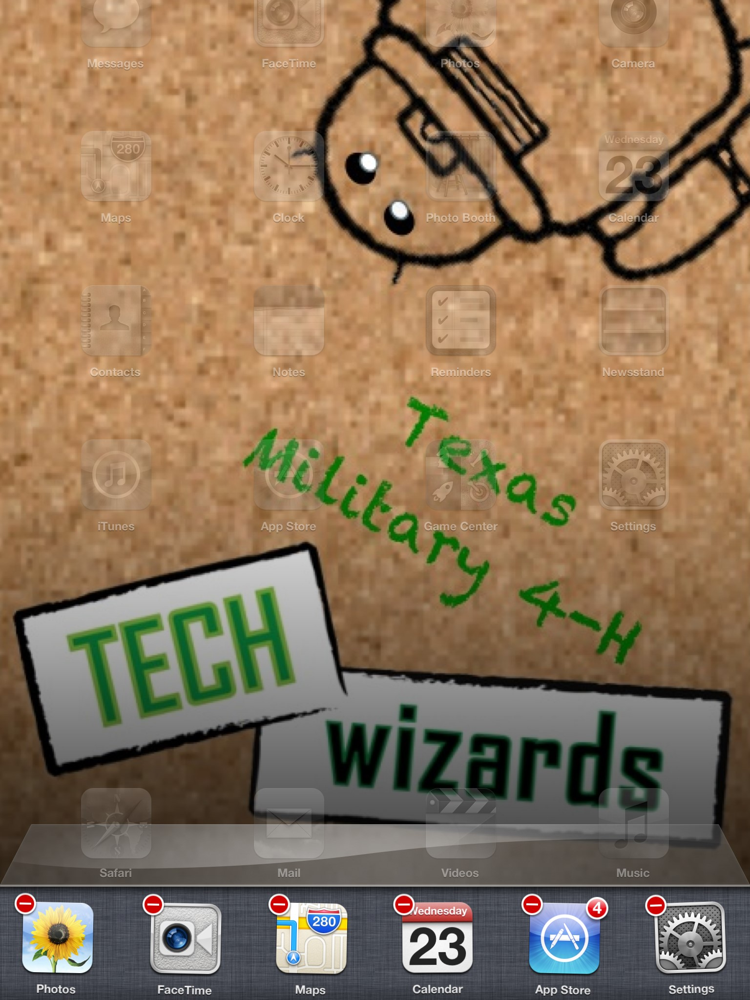 Messages FaceTime Photos Camera
280 Wednesday 23
Maps Clock Photo Booth Calendar
Contacts Notes Reminders Newsstand
Texas
Military 4-H
iTunes App Store Game Center Settings
TECH
wizards
N
S
Safari Mail Videos Music
280 Wednesday 23 4
Photos FaceTime Maps Calendar App Store Settings